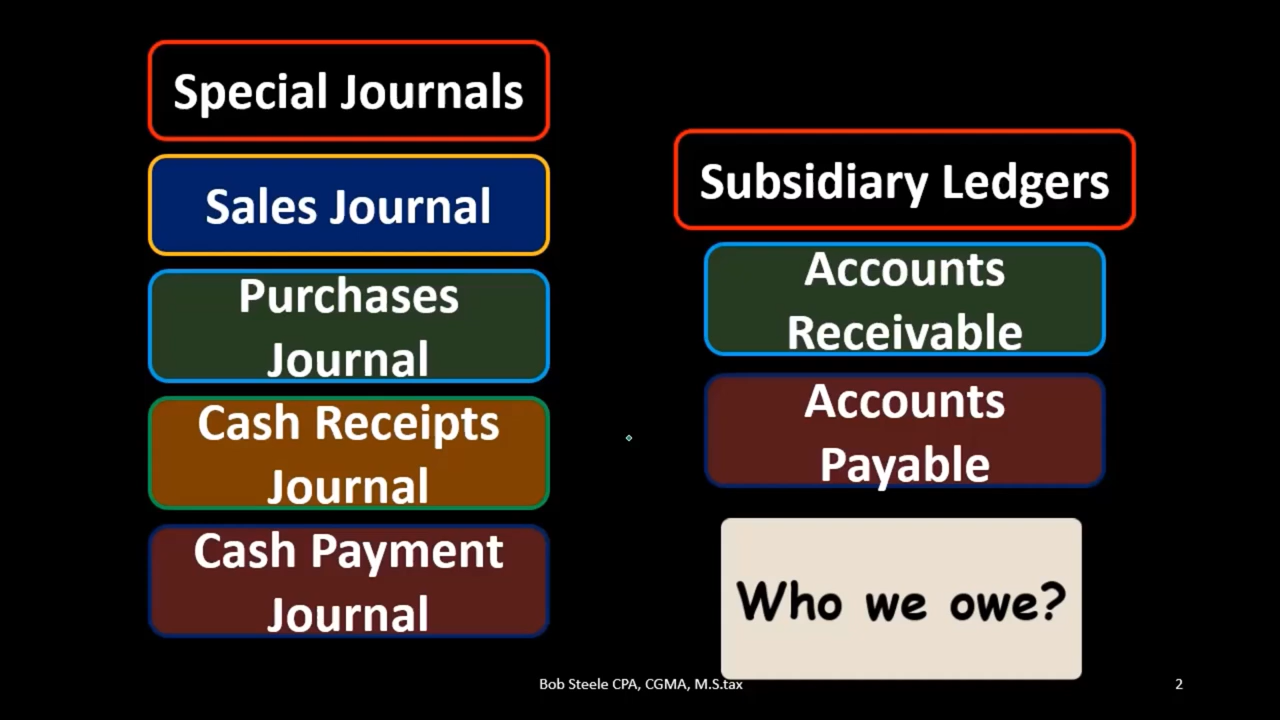 Special Journals
Sales Journal
Purchases
Journal
Cash Receipts
Journal
Cash Payment
Journal
Subsidiary Ledgers
Accounts
Receivable
Accounts
Payable
Who we owe?
Bob Steele CPA, CGMA, M.S.tax
2